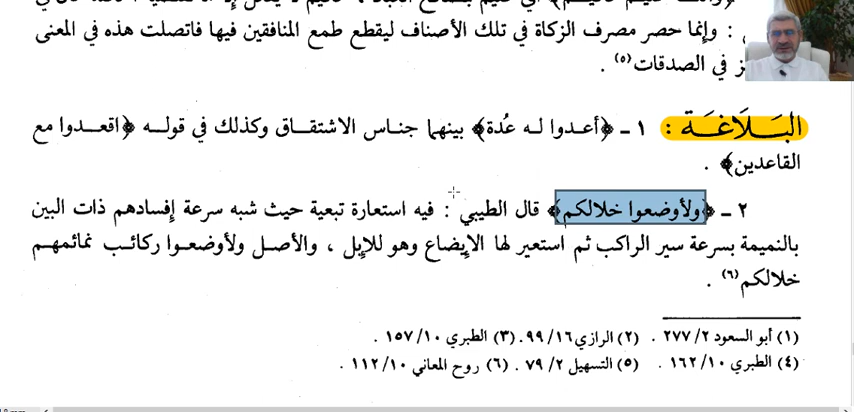 : وإنما حصر مصرف الزكاة في تلك الأصناف ليقطع طمع المنافقين فيها فاتصلت هذه في المعنى
في الصدقات(٥) .
البَلَاغَة : ١ - ﴿أعدوا له عُدة﴾ بينهما جناس الاشتقاق وكذلك في قوله ﴿اقعدوا مع
القاعدين﴾ .
٢ - ﴿ولأوضعوا خلالكم﴾ قال الطيبي : فيه استعارة تبعية حيث شبه سرعة إفسادهم ذات البين
بالنميمة بسرعة سير الراكب ثم استعير لها الإيضاع وهو للإبل ، والأصل ولأوضعوا ركائب نمائمهم
خلالكم(٦) .
(١) أبو السعود ٢/ ٢٧٧ . (٢) الرازي ١٦/ ٩٩. (٣) الطبري ١٠/ ١٥٧ .
(٤) الطبري ١٠/ ١٦٢ . (٥) التسهيل ٢/ ٧٩ . (٦) روح المعاني ١٠/ ١١٢ .